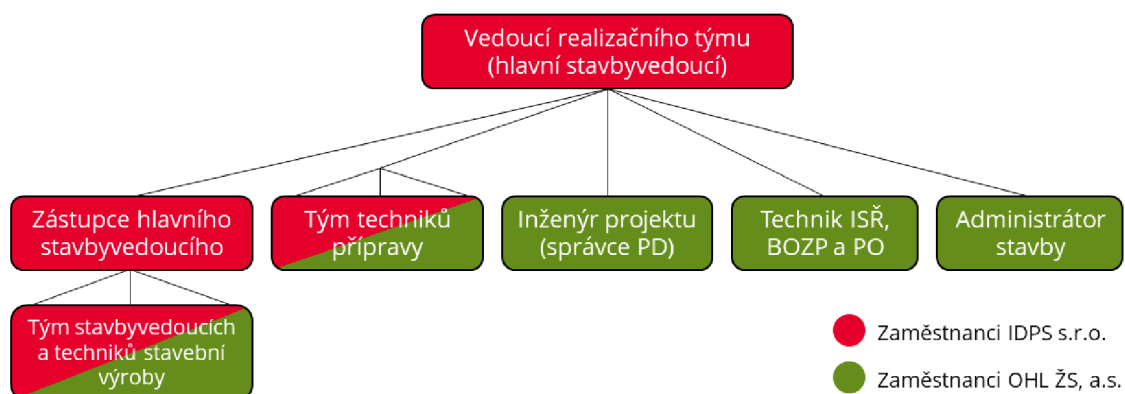 Vedoucí realizačního týmu
(hlavní stavbyvedoucí)
Zástupce hlavního
stavbyvedoucího
Tým techniků
přípravy
Inženýr projektu
(správce PD)
Technik ISŘ,
BOZP a PO
Administrátor
stavby
Tým stavbyvedoucích
a techniků stavební
výroby
Zaměstnanci IDPS s.r.o.
Zaměstnanci OHL ŽS, a.s.